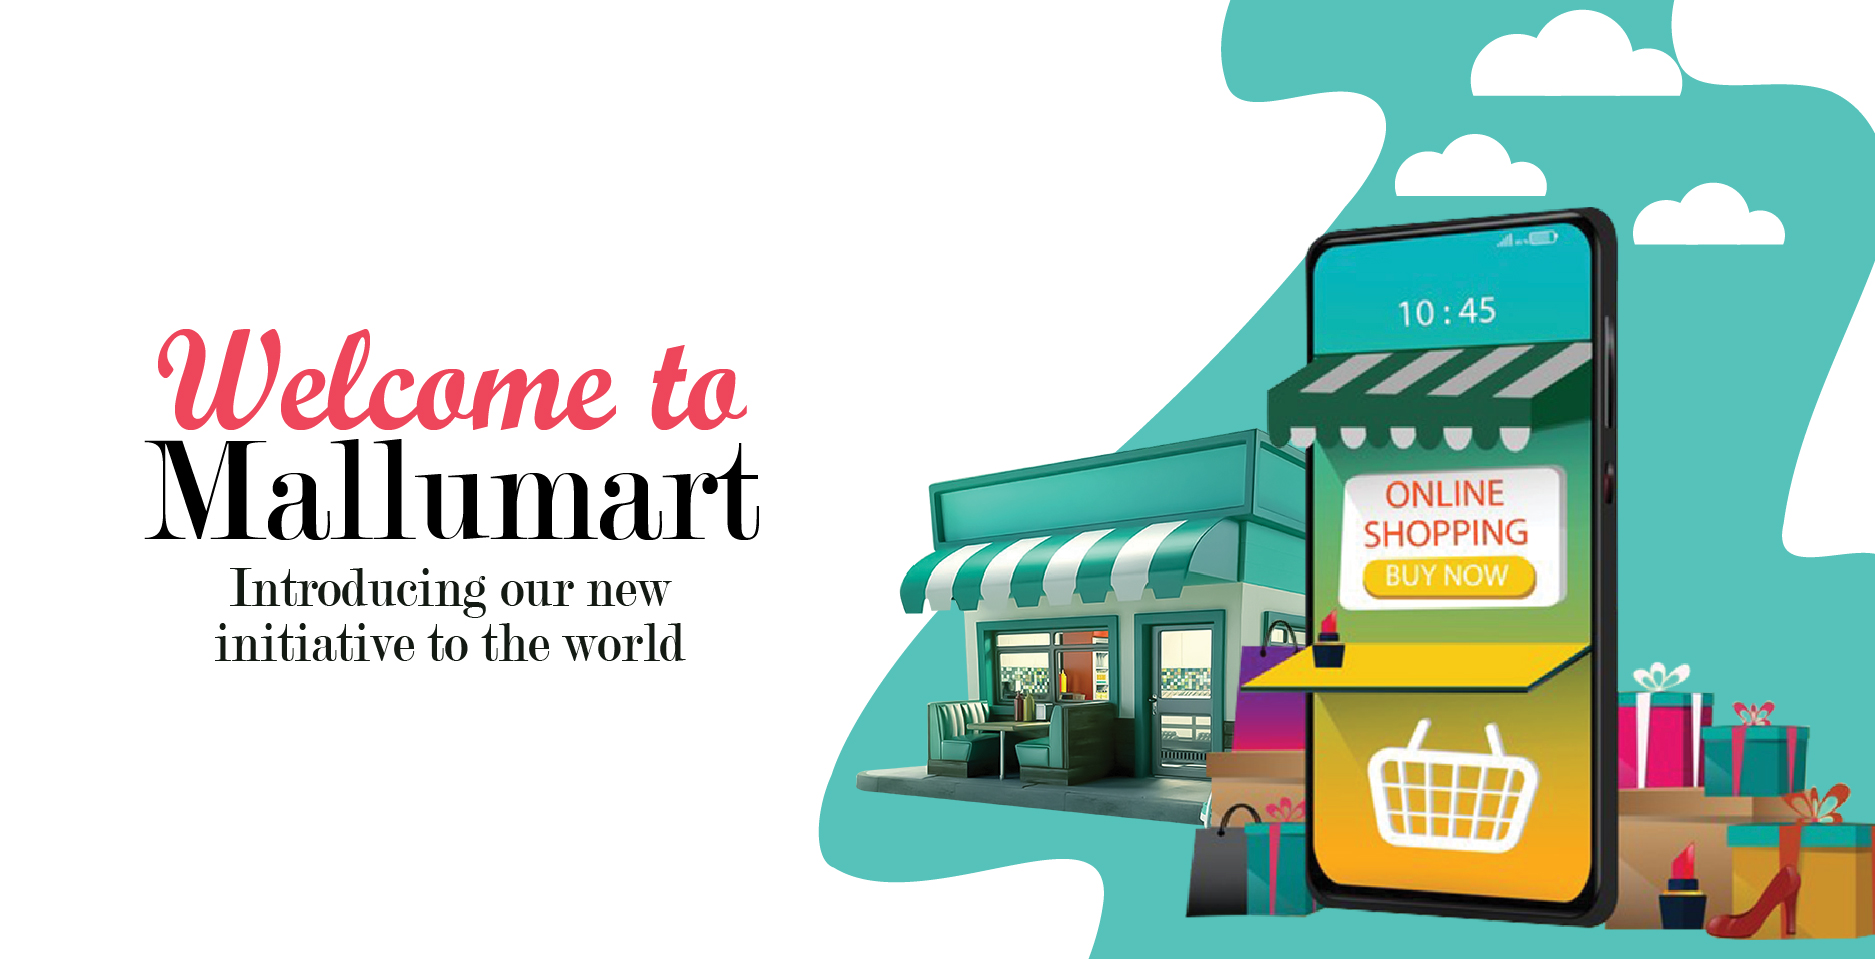 Welcome to
Mallumart
Introducing our new
initiative to the world
10 : 45
ONLINE
SHOPPING
BUY NOW